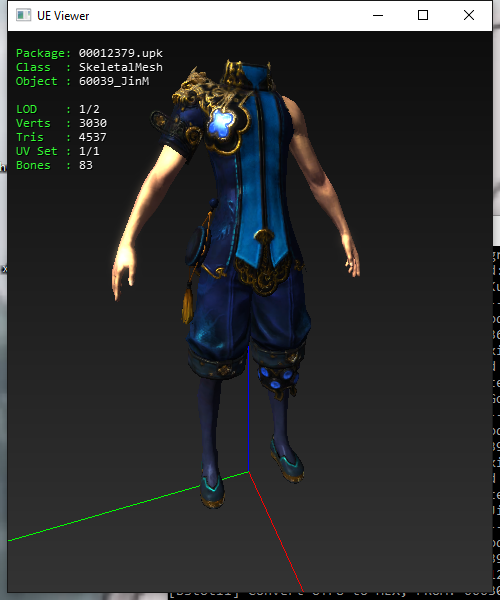 UE Viewer
Package: 00012379.upk
Class : SkeletalMesh
Object : 60039_JinM
LOD : 1/2
Verts : 3030
Tris : 4537
UV Set : 1/1
Bones : 83